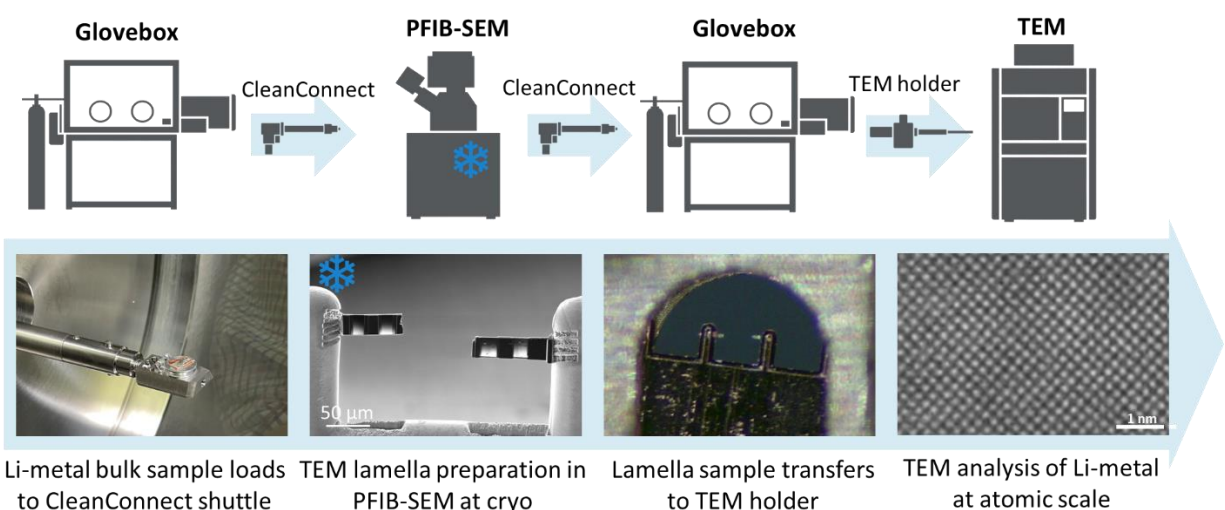 Glovebox
PFIB-SEM
Glovebox
TEM
CleanConnect
CleanConnect
TEM holder
50 µm
1 nm
Li-metal bulk sample loads
to CleanConnect shuttle
TEM lamella preparation in
PFIB-SEM at cryo
Lamella sample transfers
to TEM holder
TEM analysis of Li-metal
at atomic scale